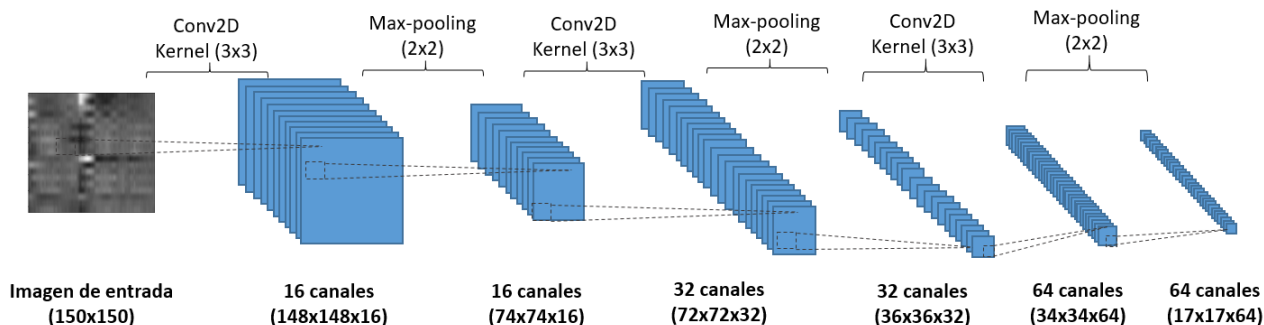 Conv2D
Kernel (3x3)
Max-pooling
(2x2)
Conv2D
Kernel (3x3)
Max-pooling
(2x2)
Conv2D
Kernel (3x3)
Max-pooling
(2x2)
Imagen de entrada
(150x150)
16 canales
(148x148x16)
16 canales
(74x74x16)
32 canales
(72x72x32)
32 canales
(36x36x32)
64 canales
(34x34x64)
64 canales
(17x17x64)